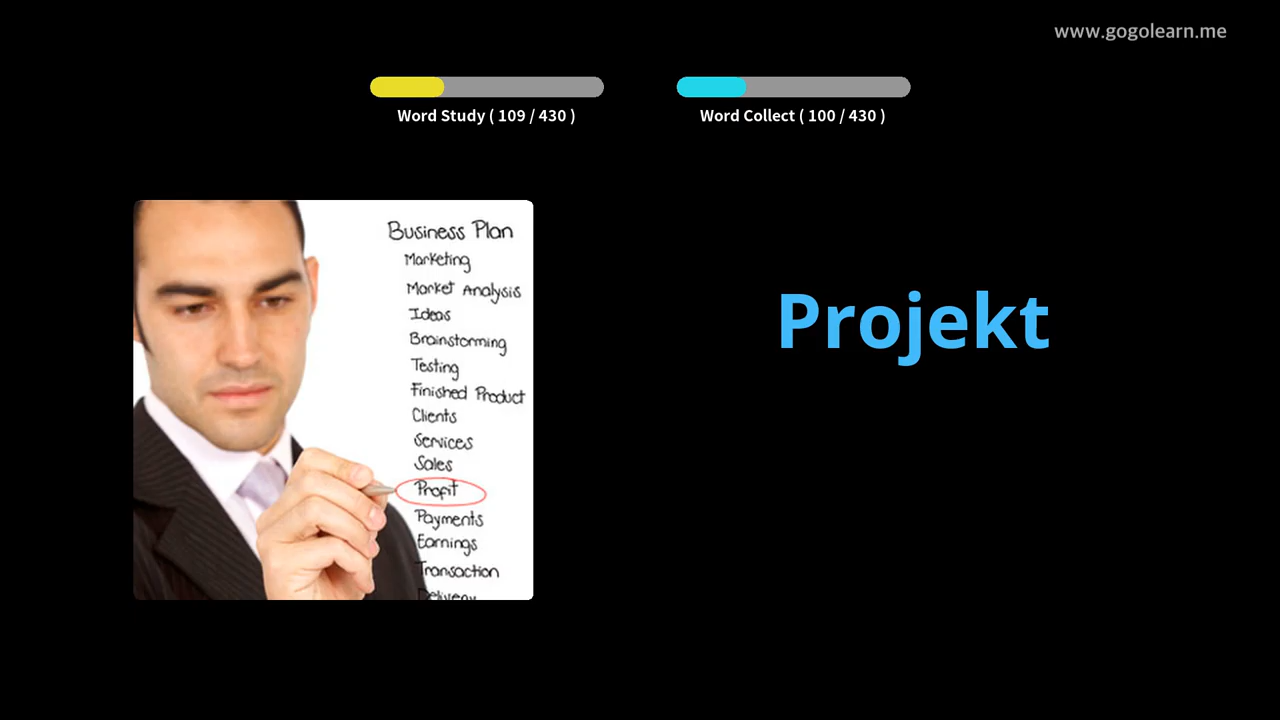 www.gogolearn.me
Word Study ( 109 / 430 )
Word Collect ( 100 / 430 )
Business Plan
Marketing
Market Analysis
Ideas
Brainstorming
Testing
Finished Product
Clients
Services
Sales
Profit
Payments
Earnings
Transaction
Delivery
Projekt